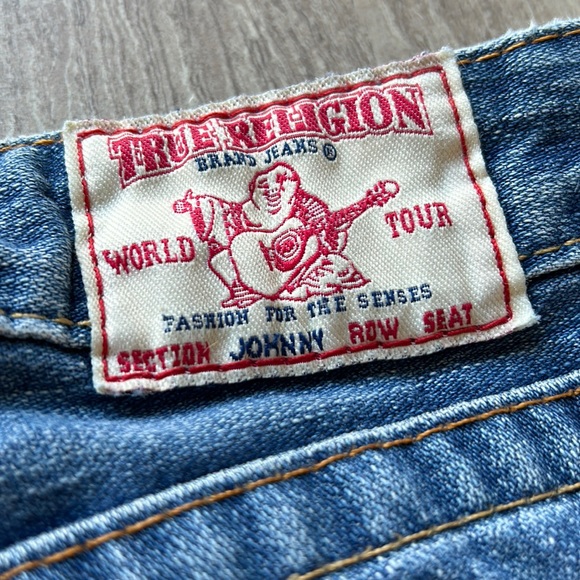 TRUE RELIGION
BRAND JEANS®
WORLD TOUR
FASHION FOR THE SENSES
SECTION JOHNNY ROW SEAT